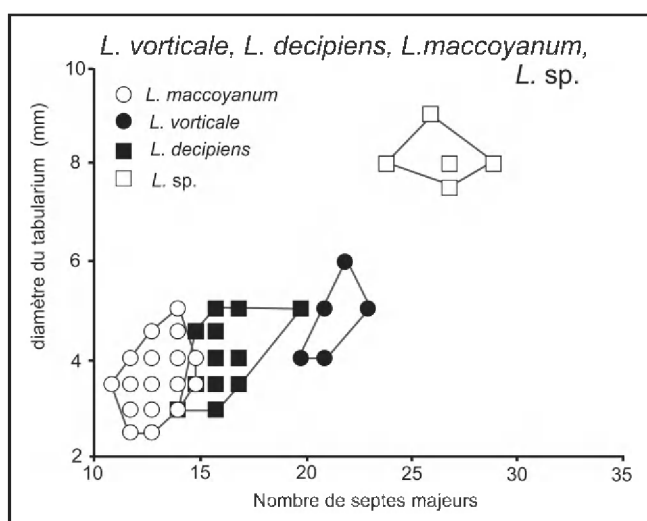 L. vorticale, L. decipiens, L.maccoyanum,
L. sp.
10
8
6
4
2
diamètre du tabularium (mm)
L. maccoyanum
L. vorticale
L. decipiens
L. sp.
10 15 20 25 30 35
Nombre de septes majeurs